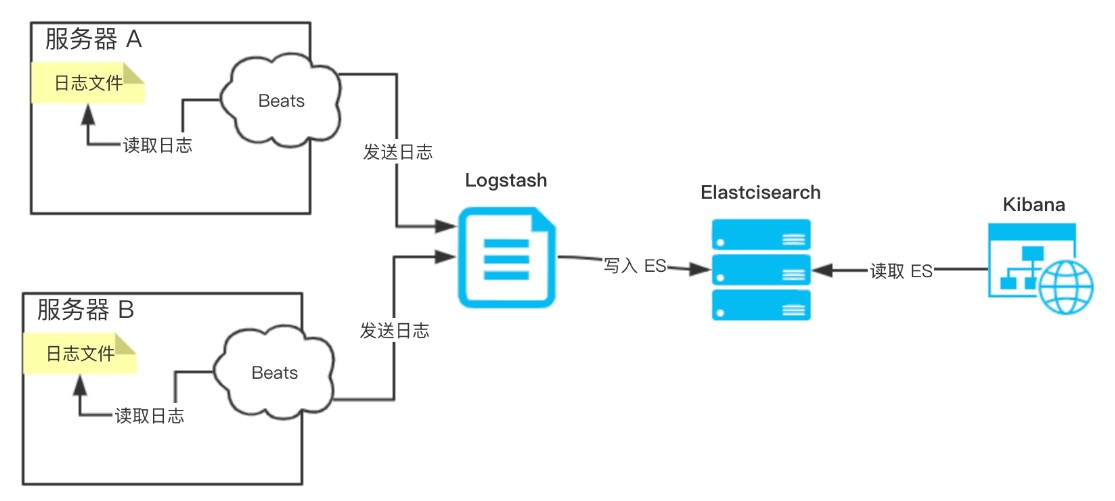 服务器 A
日志文件
Beats
读取日志
发送日志
Logstash
Elastcisearch
Kibana
写入 ES
读取 ES
服务器 B
日志文件
发送日志
Beats
读取日志